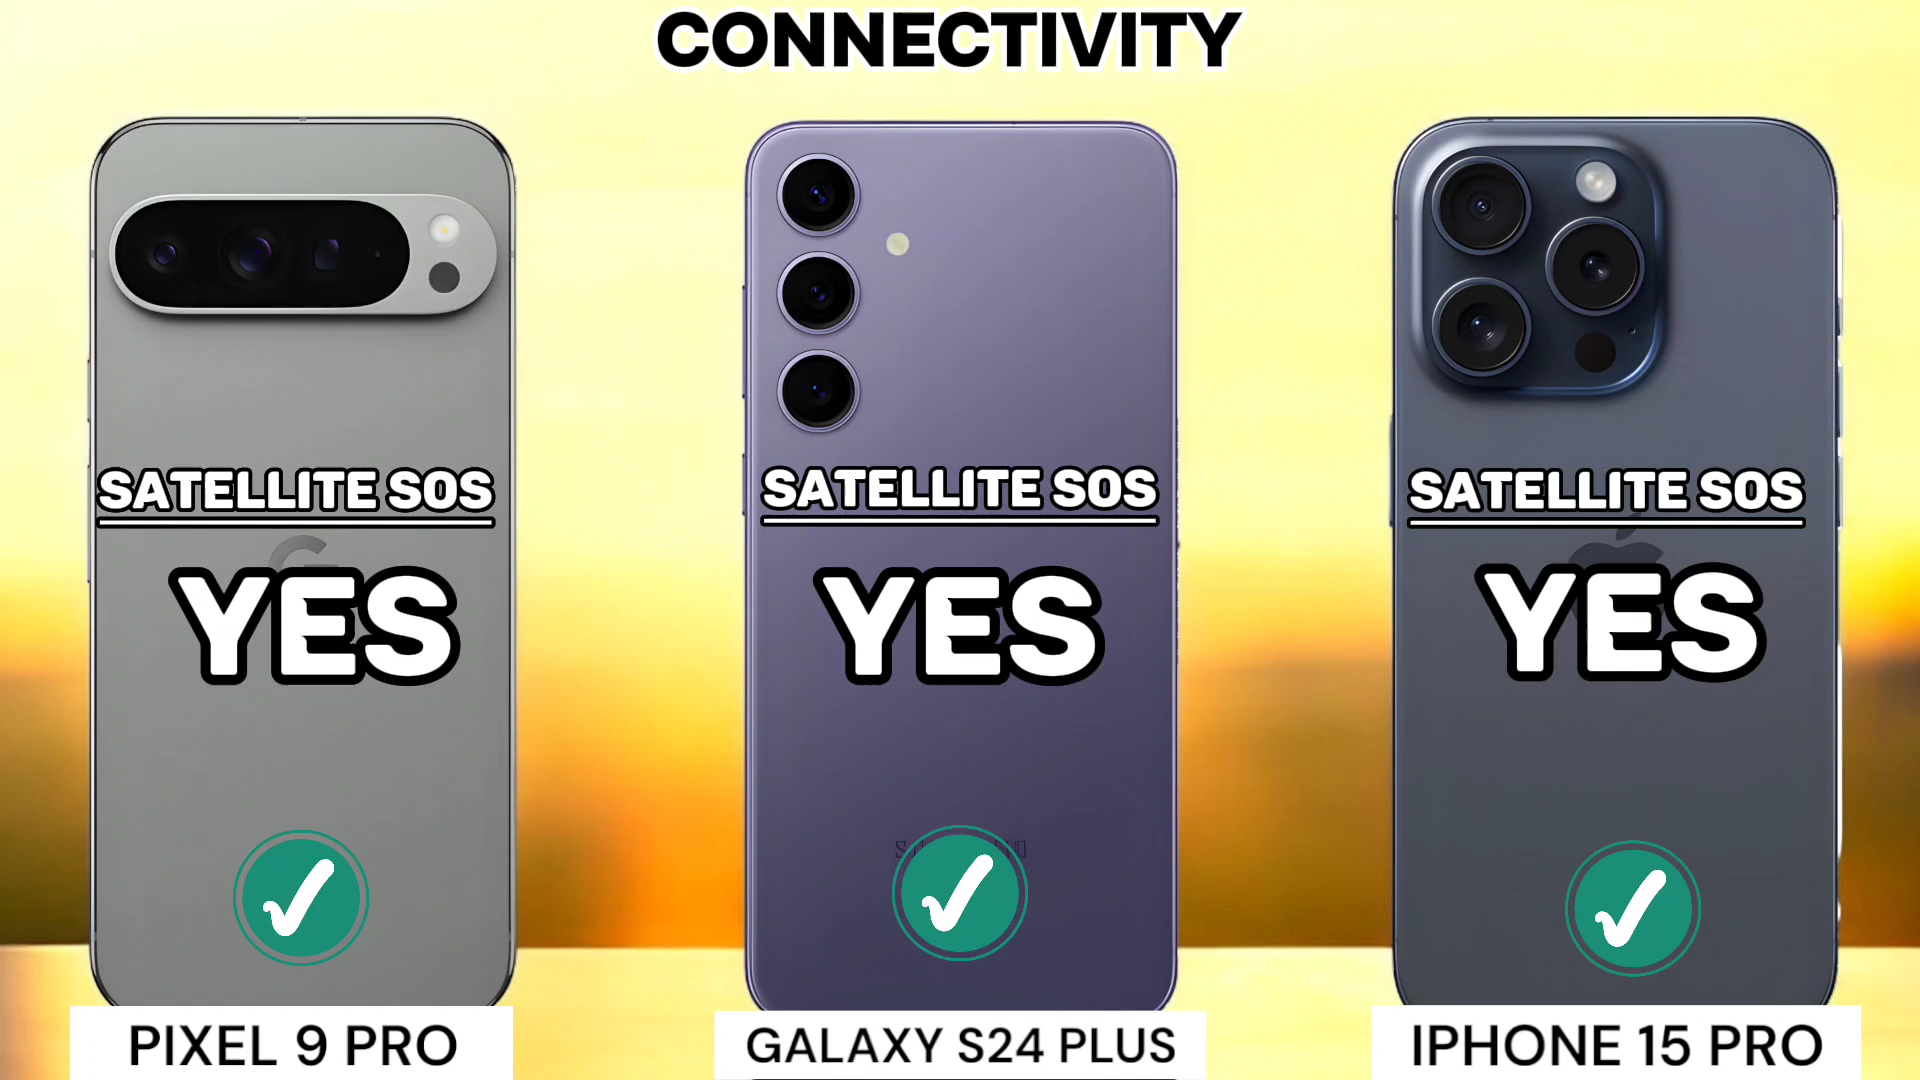 CONNECTIVITY
SATELLITE SOS
YES
SATELLITE SOS
YES
SATELLITE SOS
YES
PIXEL 9 PRO
GALAXY S24 PLUS
IPHONE 15 PRO